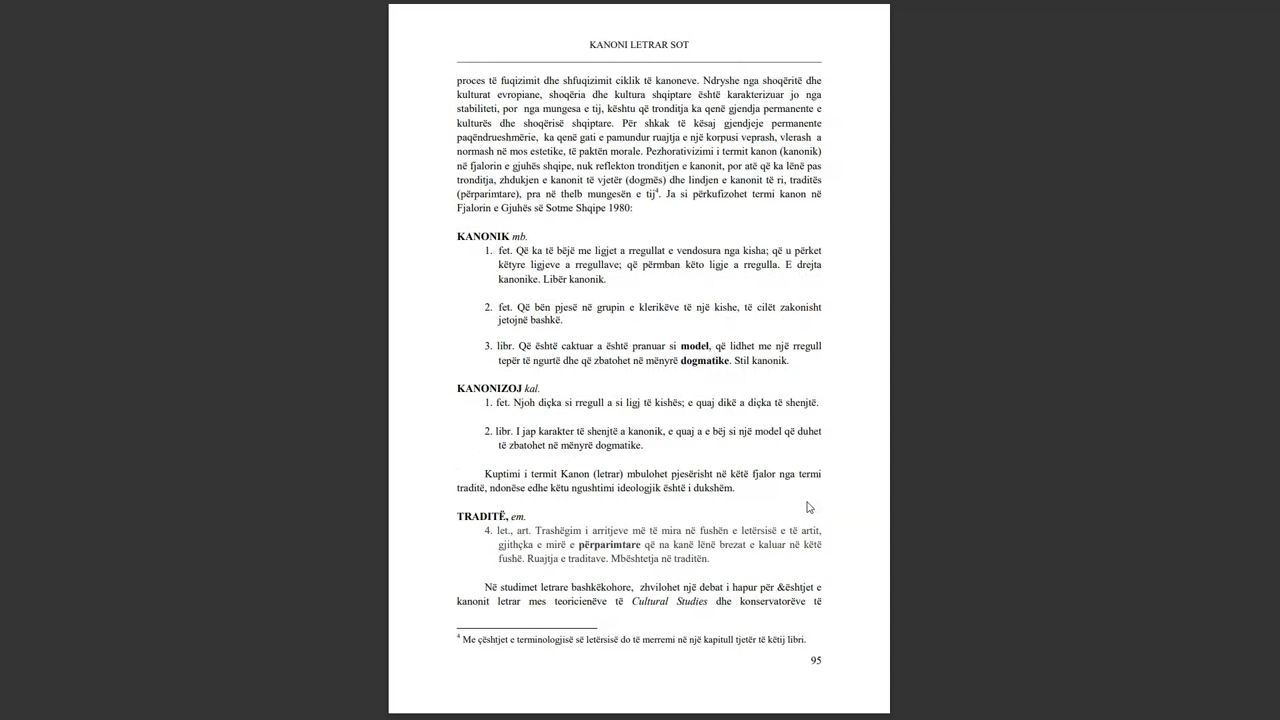 KANONI LETRAR SOT
proces të fuqizimit dhe shfuqizimit ciklik të kanoneve. Ndryshe nga shoqëritë dhe
kulturat evropiane, shoqëria dhe kultura shqiptare është karakterizuar jo nga
stabiliteti, por nga mungesa e tij, kështu që tronditja ka qenë gjendja permanente e
kulturës dhe shoqërisë shqiptare. Për shkak të kësaj gjendjeje permanente
paqëndrueshmërie, ka qenë gati e pamundur ruajtja e një korpusi veprash, vlerash a
normash në mos estetike, të paktën morale. Pezhorativizimi i termit kanon (kanonik)
në fjalorin e gjuhës shqipe, nuk reflekton tronditjen e kanonit, por atë që ka lënë pas
tronditja, zhdukjen e kanonit të vjetër (dogmës) dhe lindjen e kanonit të ri, traditës
(përparimtare), pra në thelb mungesën e tij4. Ja si përkufizohet termi kanon në
Fjalorin e Gjuhës së Sotme Shqipe 1980:
KANONIK mb.
1. fet. Që ka të bëjë me ligjet a rregullat e vendosura nga kisha; që u përket
këtyre ligjeve a rregullave; që përmban këto ligje a rregulla. E drejta
kanonike. Libër kanonik.
2. fet. Që bën pjesë në grupin e klerikëve të një kishe, të cilët zakonisht
jetojnë bashkë.
3. libr. Që është caktuar a është pranuar si model, që lidhet me një rregull
tepër të ngurtë dhe që zbatohet në mënyrë dogmatike. Stil kanonik.
KANONIZOJ kal.
1. fet. Njoh diçka si rregull a si ligj të kishës; e quaj dikë a diçka të shenjtë.
2. libr. I jap karakter të shenjtë a kanonik, e quaj a e bëj si një model që duhet
të zbatohet në mënyrë dogmatike.
Kuptimi i termit Kanon (letrar) mbulohet pjesërisht në këtë fjalor nga termi
traditë, ndonëse edhe këtu ngushtimi ideologjik është i dukshëm.
TRADITË, em.
4. let., art. Trashëgim i arritjeve më të mira në fushën e letërsisë e të artit,
gjithçka e mirë e përparimtare që na kanë lënë brezat e kaluar në këtë
fushë. Ruajtja e traditave. Mbështetja në traditën.
Në studimet letrare bashkëkohore, zhvilohet një debat i hapur për &ështjet e
kanonit letrar mes teoricienëve të Cultural Studies dhe konservatorëve të
4 Me çështjet e terminologjisë së letërsisë do të merremi në një kapitull tjetër të këtij libri.
95